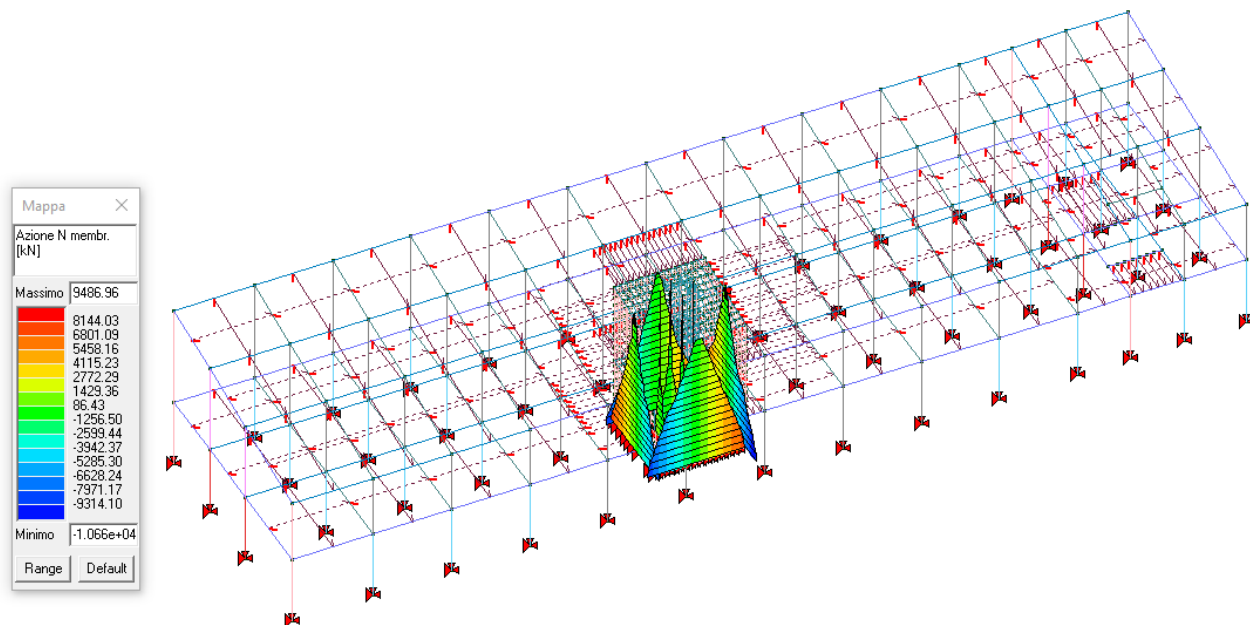 Mappa
Azione N membr.
[kN]
Massimo 9486.96
8144.03
6801.09
5458.16
4115.23
2772.29
1429.36
86.43
-1256.50
-2599.44
-3942.37
-5285.30
-6628.24
-7971.17
-9314.10
Minimo -1.066e+04
Range Default